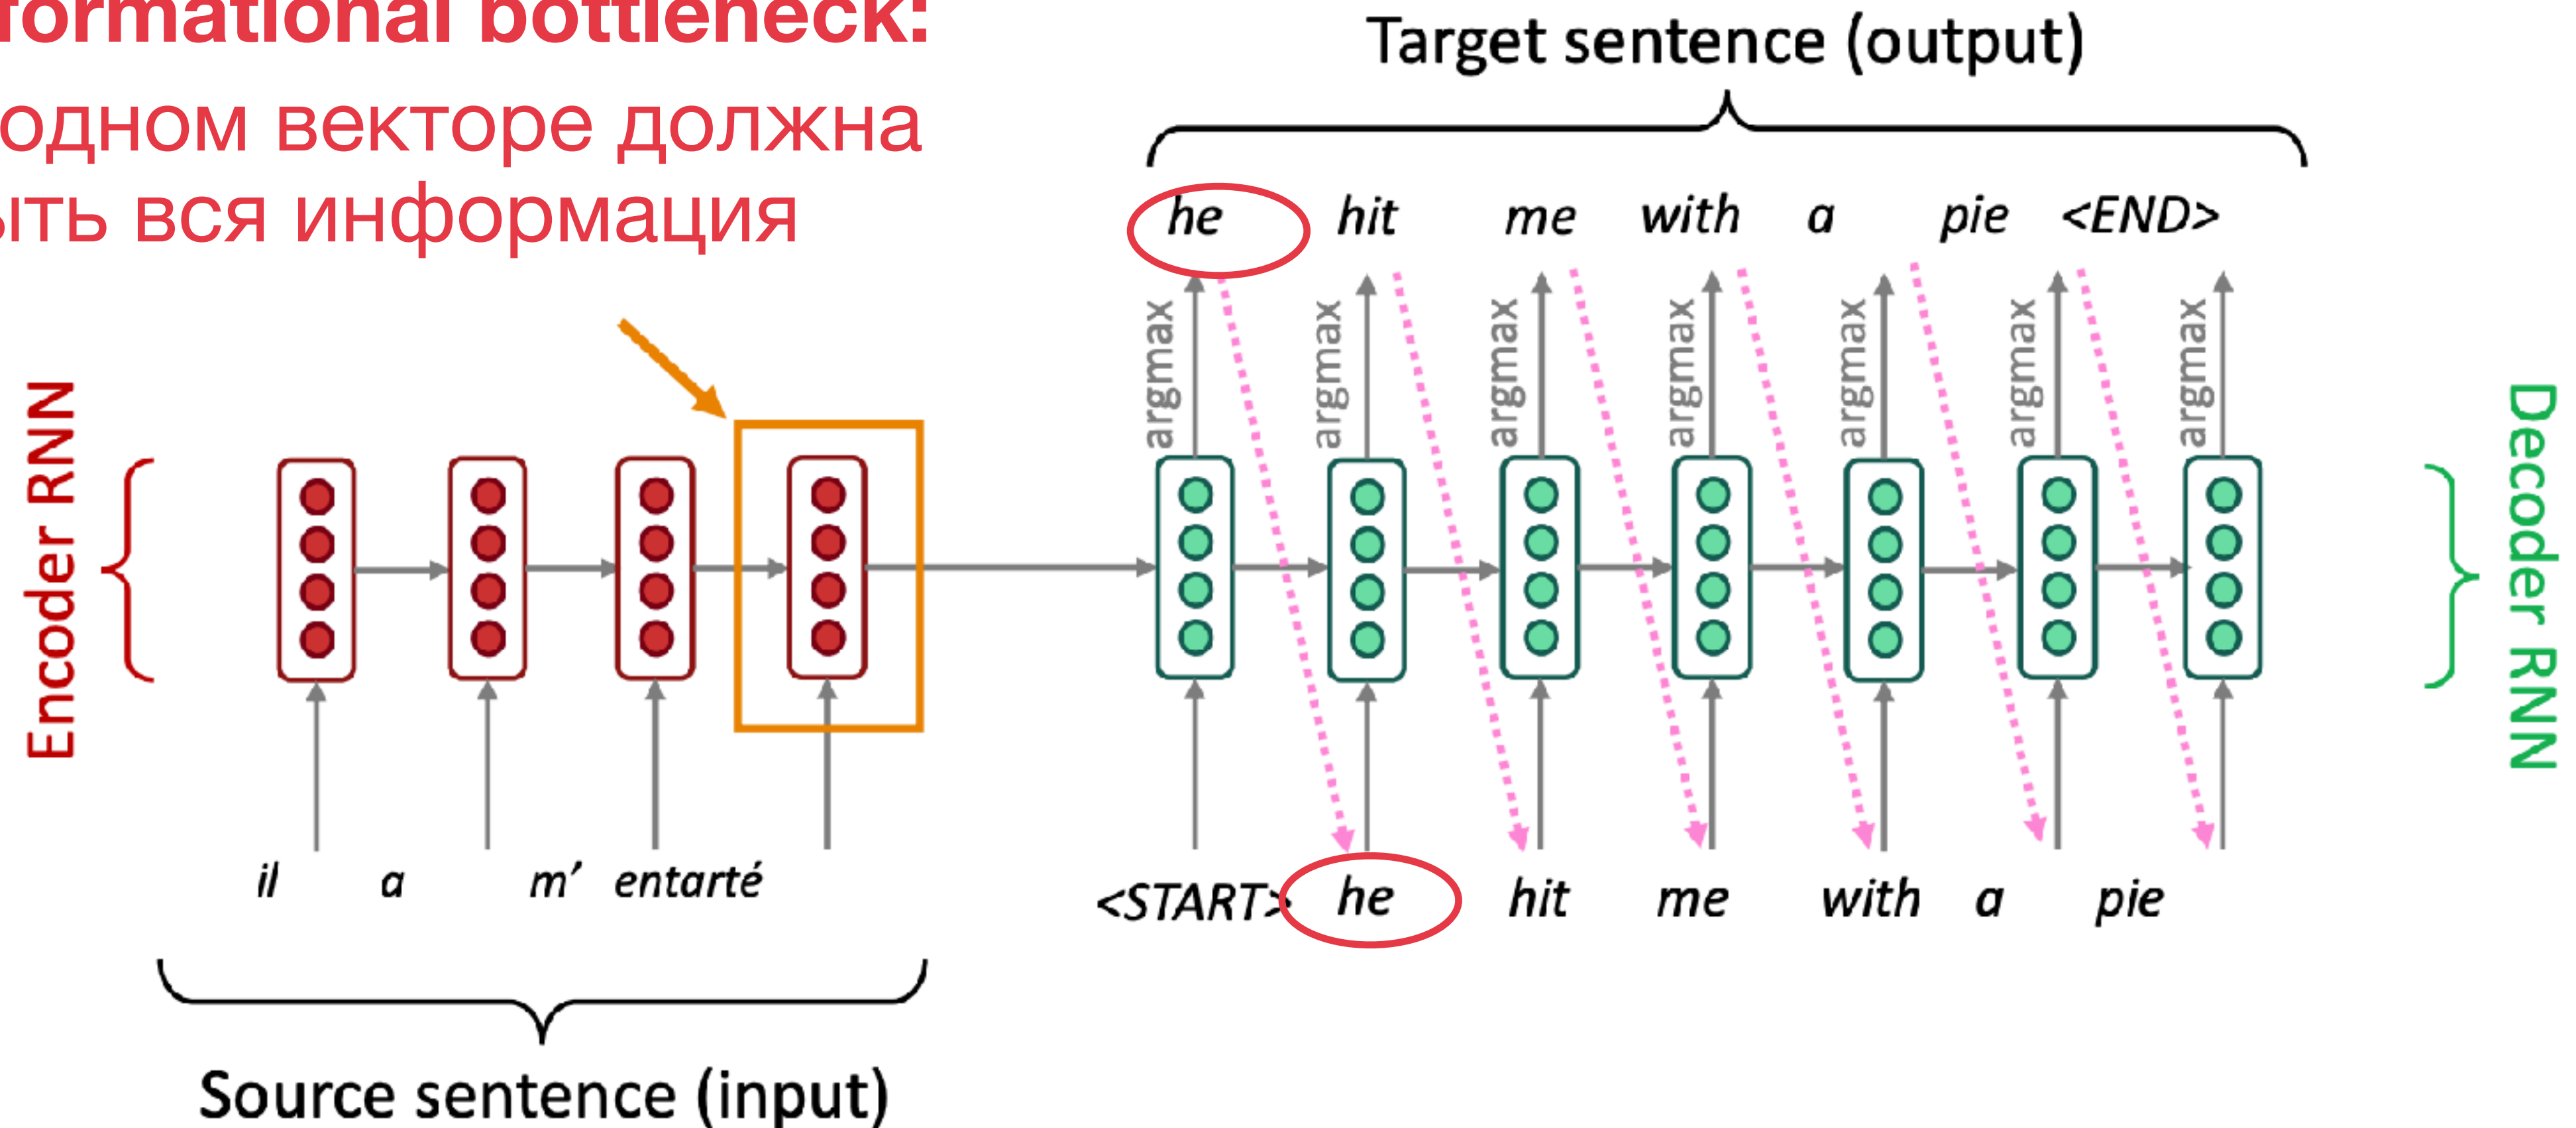 formational bottleneck:
одном векторе должна
ыть вся информация
Target sentence (output)
he hit me with a pie <END>
argmax argmax argmax argmax argmax argmax argmax
Encoder RNN
Decoder RNN
il a m’ entarté
<START> he hit me with a pie
Source sentence (input)